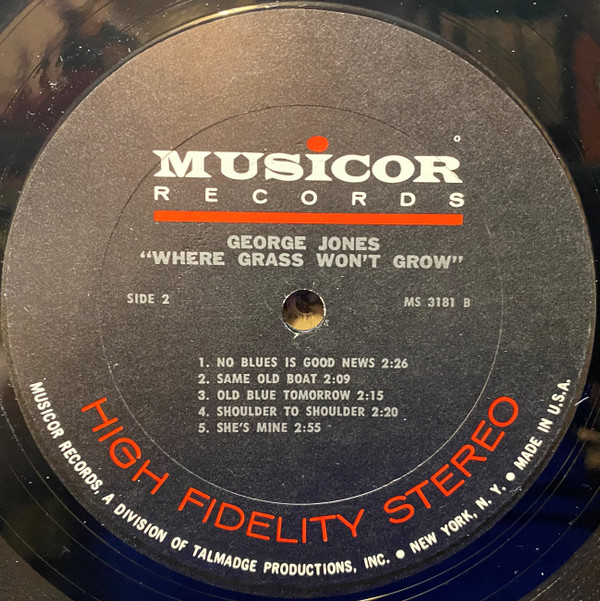 MUSiCOR
RECORDS
GEORGE JONES
"WHERE GRASS WON'T GROW"
SIDE 2
MS 3181 B
1. NO BLUES IS GOOD NEWS 2:26
2. SAME OLD BOAT 2:09
3. OLD BLUE TOMORROW 2:15
4. SHOULDER TO SHOULDER 2:20
5. SHE'S MINE 2:55
HIGH FIDELITY STEREO
MUSICOR RECORDS, A DIVISION OF TALMADGE PRODUCTIONS, INC. ● NEW YORK, N. Y. ● MADE IN U.S.A.